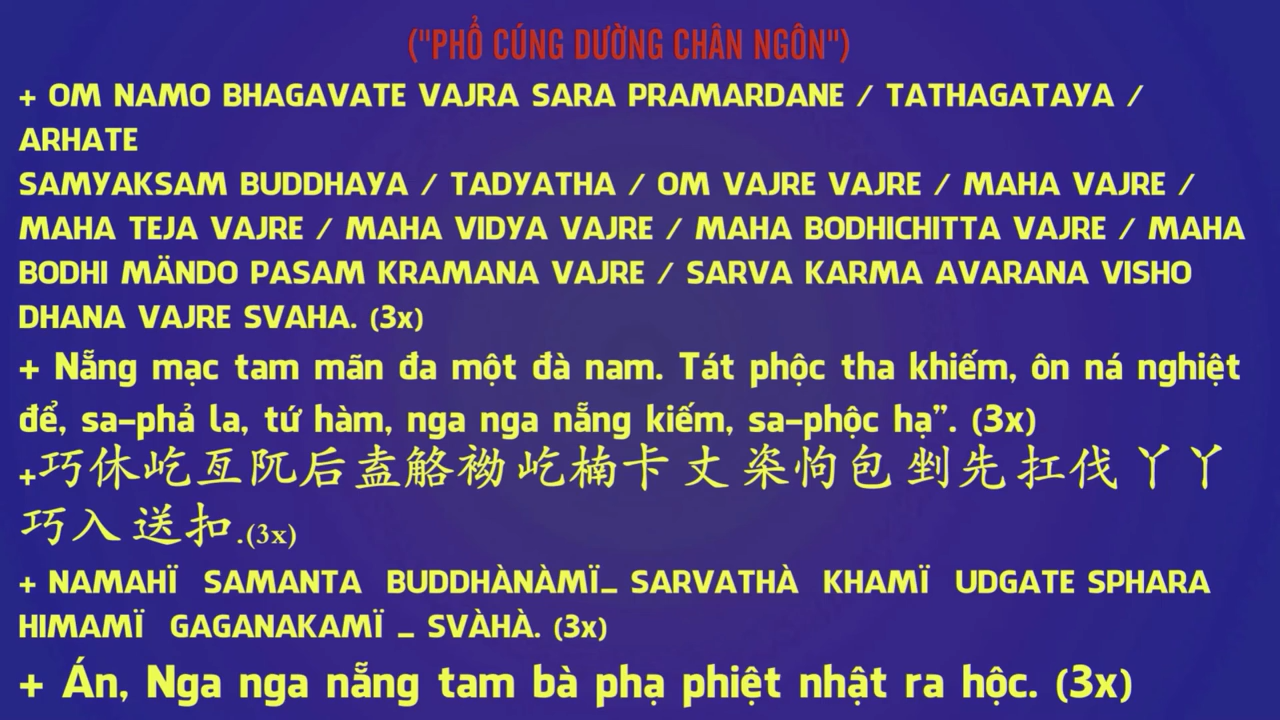 ("PHỔ CÚNG DƯỜNG CHÂN NGÔN")
+ OM NAMO BHAGAVATE VAJRA SARA PRAMARDANE / TATHAGATAYA /
ARHATE
SAMYAKSAM BUDDHAYA / TADYATHA / OM VAJRE VAJRE / MAHA VAJRE /
MAHA TEJA VAJRE / MAHA VIDYA VAJRE / MAHA BODHICHITTA VAJRE / MAHA
BODHI MÄNDO PASAM KRAMANA VAJRE / SARVA KARMA AVARANA VISHO
DHANA VAJRE SVAHA. (3x)
+ Nẵng mạc tam mãn đa một đà nam. Tát phộc tha khiếm, ôn ná nghiệt
để, sa-phả la, tứ hàm, nga nga nẵng kiếm, sa-phộc hạ”. (3x)
+巧休屹亙阢后盍觡袎 屹楠卡 丈 桼怐包 剉先 扛伐 丫丫
巧入 送扣.(3x)
+ NAMAHÏ SAMANTA BUDDHÀNÀMÏ_ SARVATHÀ KHAMÏ UDGATE SPHARA
HIMAMÏ GAGANAKAMÏ _ SVÀHÀ. (3x)
+ Án, Nga nga nẵng tam bà phạ phiệt nhật ra hộc. (3x)